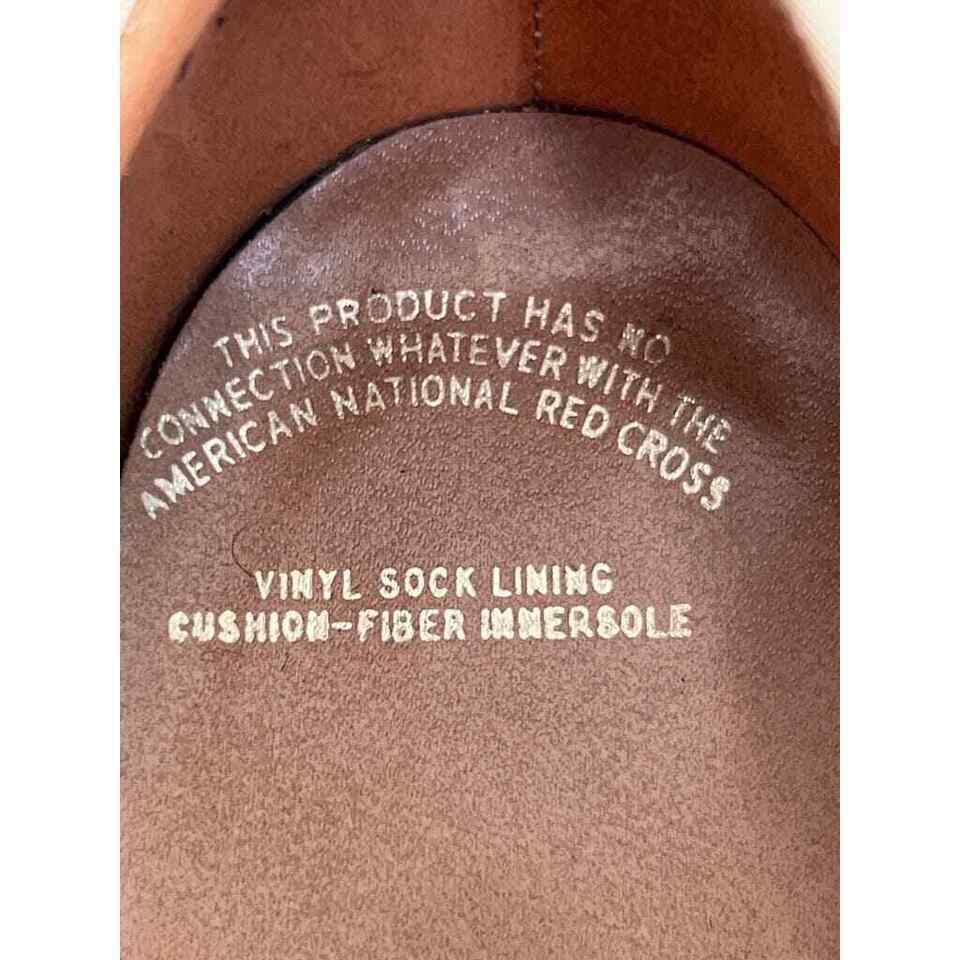 THIS PRODUCT HAS NO
CONNECTION WHATEVER WITH THE
AMERICAN NATIONAL RED CROSS
VINYL SOCK LINING
CUSHION-FIBER INNERSOLE